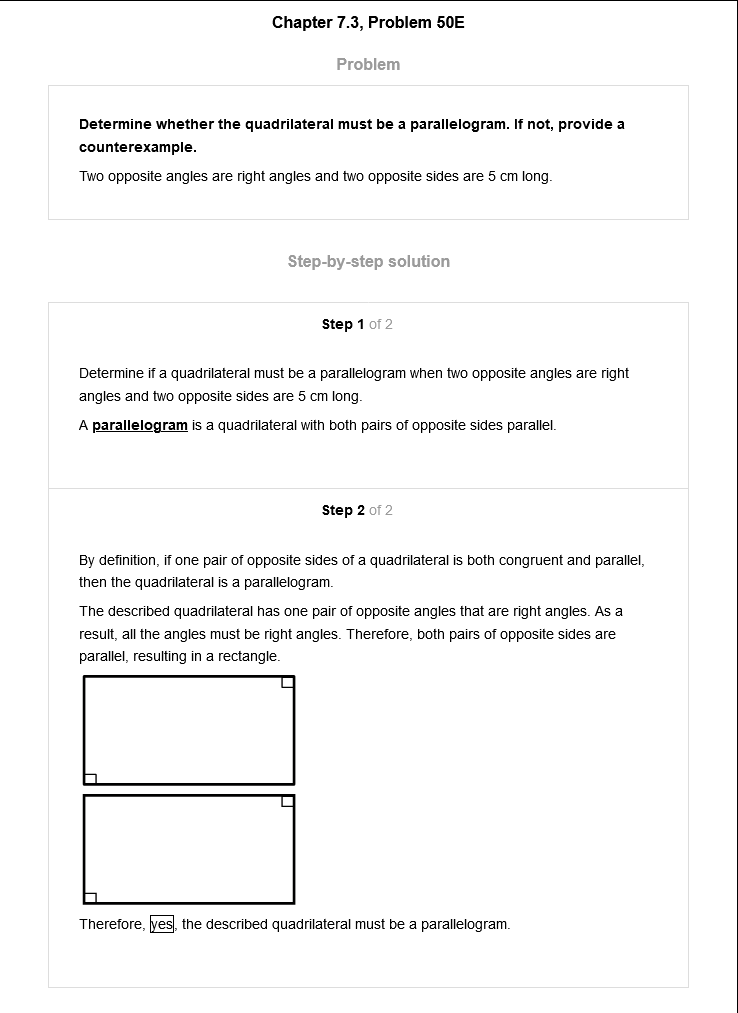 Chapter 7.3, Problem 50E
Problem
Determine whether the quadrilateral must be a parallelogram. If not, provide a
counterexample.
Two opposite angles are right angles and two opposite sides are 5 cm long.
Step-by-step solution
Step 1 of 2
Determine if a quadrilateral must be a parallelogram when two opposite angles are right
angles and two opposite sides are 5 cm long.
A parallelogram is a quadrilateral with both pairs of opposite sides parallel.
Step 2 of 2
By definition, if one pair of opposite sides of a quadrilateral is both congruent and parallel,
then the quadrilateral is a parallelogram.
The described quadrilateral has one pair of opposite angles that are right angles. As a
result, all the angles must be right angles. Therefore, both pairs of opposite sides are
parallel, resulting in a rectangle.
Therefore, yes, the described quadrilateral must be a parallelogram.